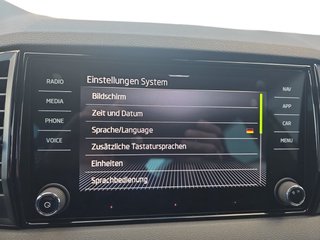 Einstellungen System
RADIO
MEDIA
PHONE
VOICE
Bildschirm
Zeit und Datum
Sprache/Language
Zusätzliche Tastatursprachen
Einheiten
Sprachbedienung
NAV
APP
CAR
MENU